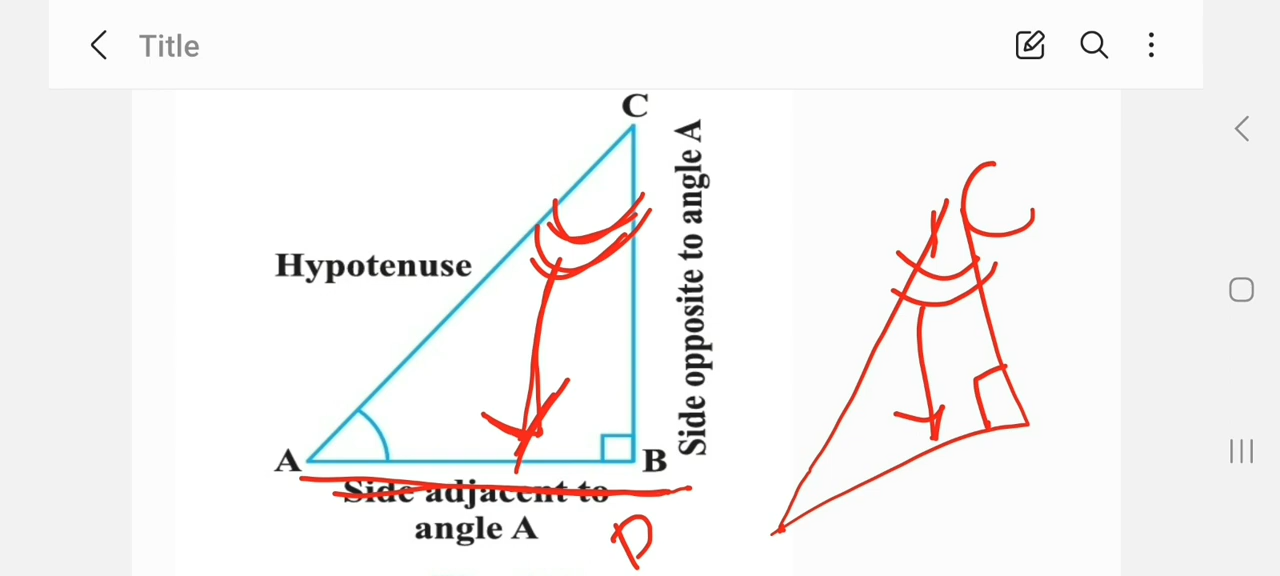 Title
C
Hypotenuse
Side opposite to angle A
A
B
Side adjacent to
angle A
P
C